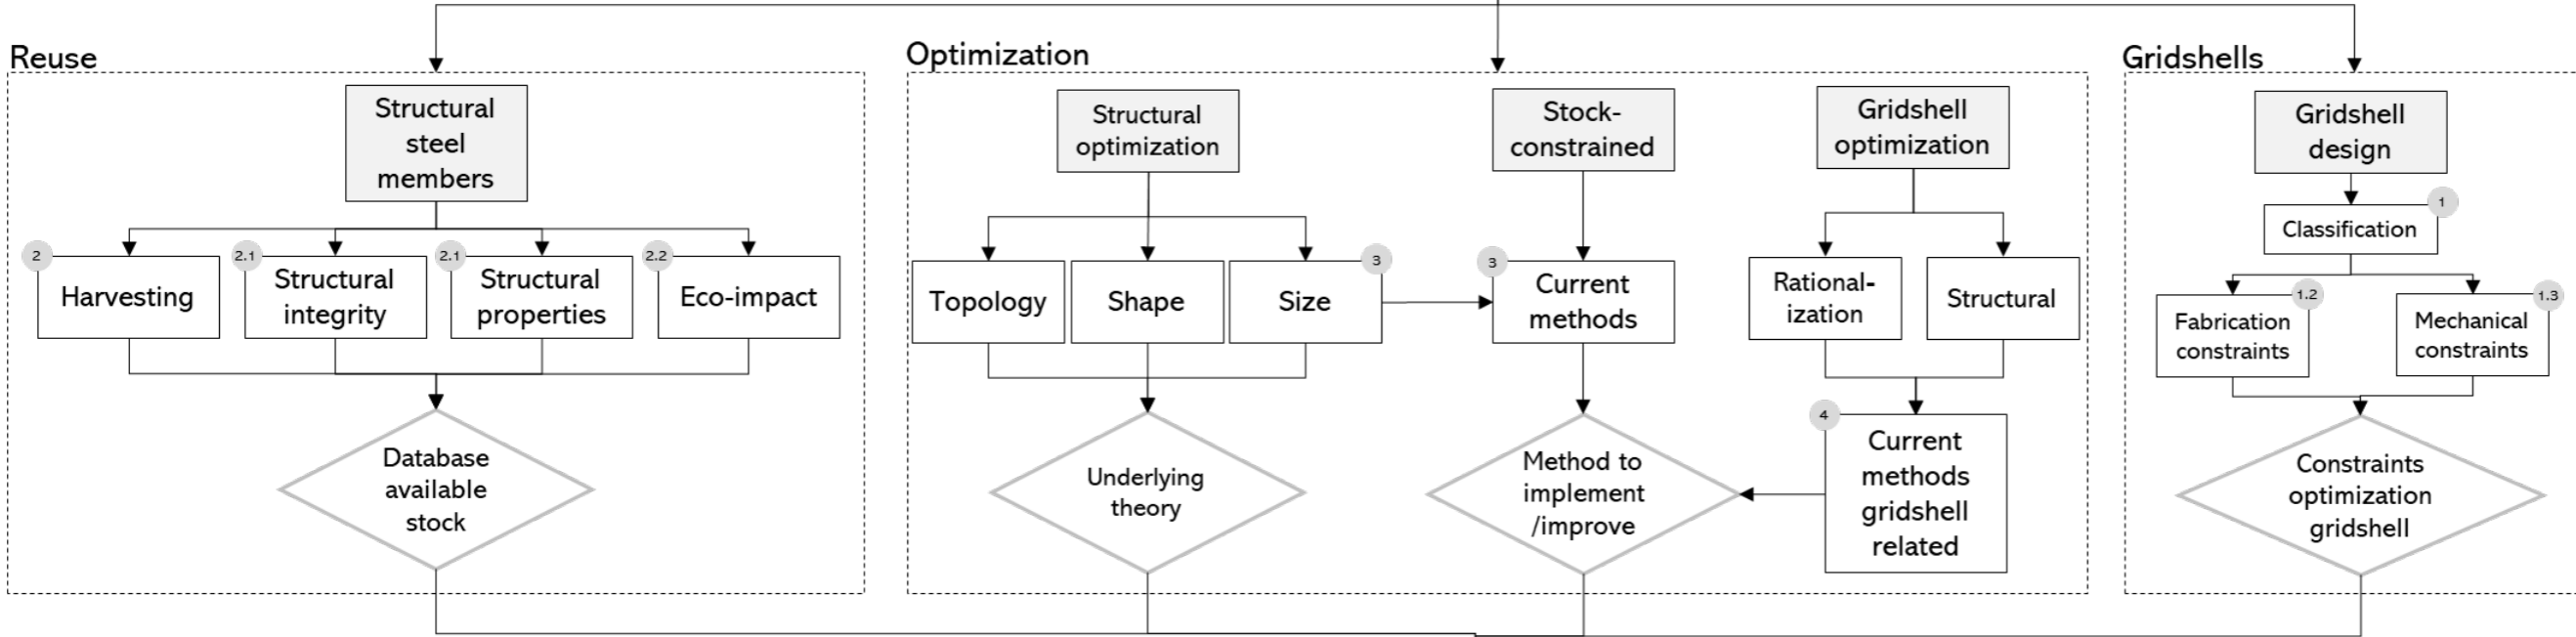 Reuse
Structural
steel
members
2
Harvesting
2.1
Structural
integrity
2.1
Structural
properties
2.2
Eco-impact
Database
available
stock
Optimization
Structural
optimization
Topology
Shape
3
Size
Underlying
theory
Stock-
constrained
3
Current
methods
Method to
implement
/improve
Gridshell
optimization
Rational-
ization
Structural
4
Current
methods
gridshell
related
Gridshells
Gridshell
design
1
Classification
1.2
Fabrication
constraints
1.3
Mechanical
constraints
Constraints
optimization
gridshell